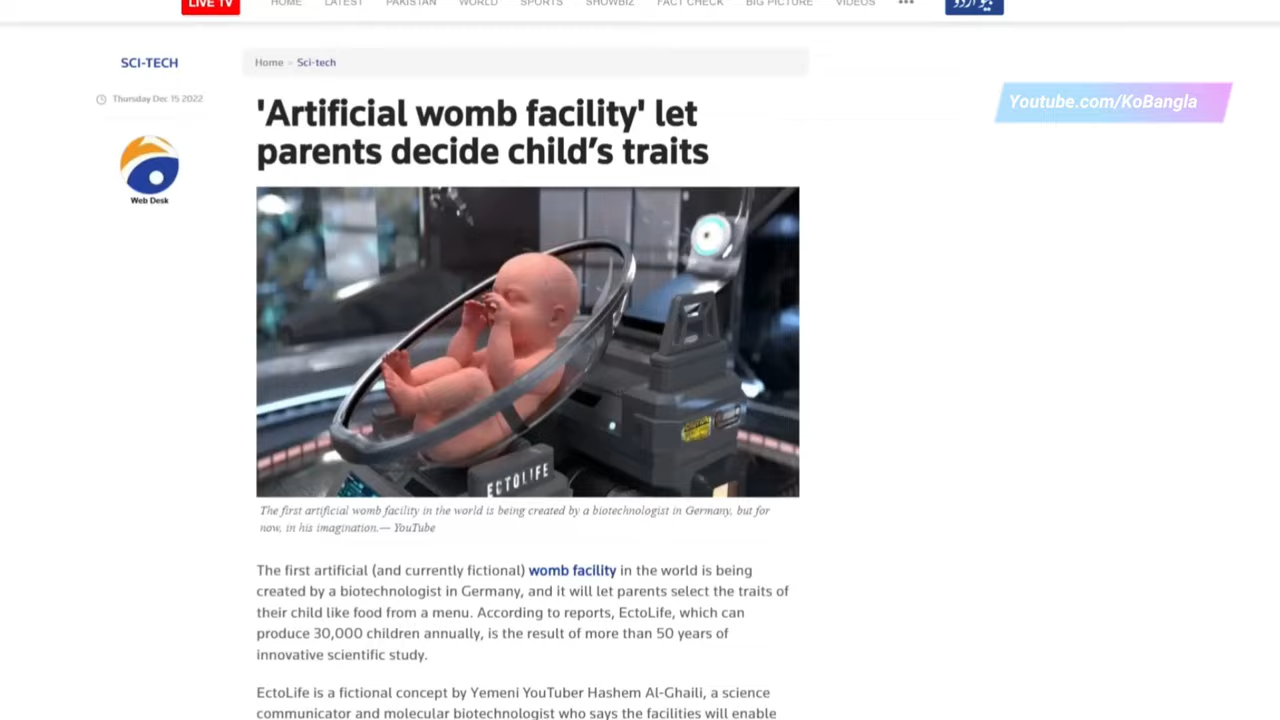 LIVE TV
HOME LATEST PAKISTAN WORLD SPORTS SHOWBIZ FACT CHECK BIG PICTURE VIDEOS •••
SCI-TECH
Home » Sci-tech
Thursday Dec 15 2022
Youtube.com/KoBangla
'Artificial womb facility' let
parents decide child’s traits
Web Desk
ECTOLIFE
The first artificial womb facility in the world is being created by a biotechnologist in Germany, but for
now, in his imagination.— YouTube
The first artificial (and currently fictional) womb facility in the world is being
created by a biotechnologist in Germany, and it will let parents select the traits of
their child like food from a menu. According to reports, EctoLife, which can
produce 30,000 children annually, is the result of more than 50 years of
innovative scientific study.
EctoLife is a fictional concept by Yemeni YouTuber Hashem Al-Ghaili, a science
communicator and molecular biotechnologist who says the facilities will enable